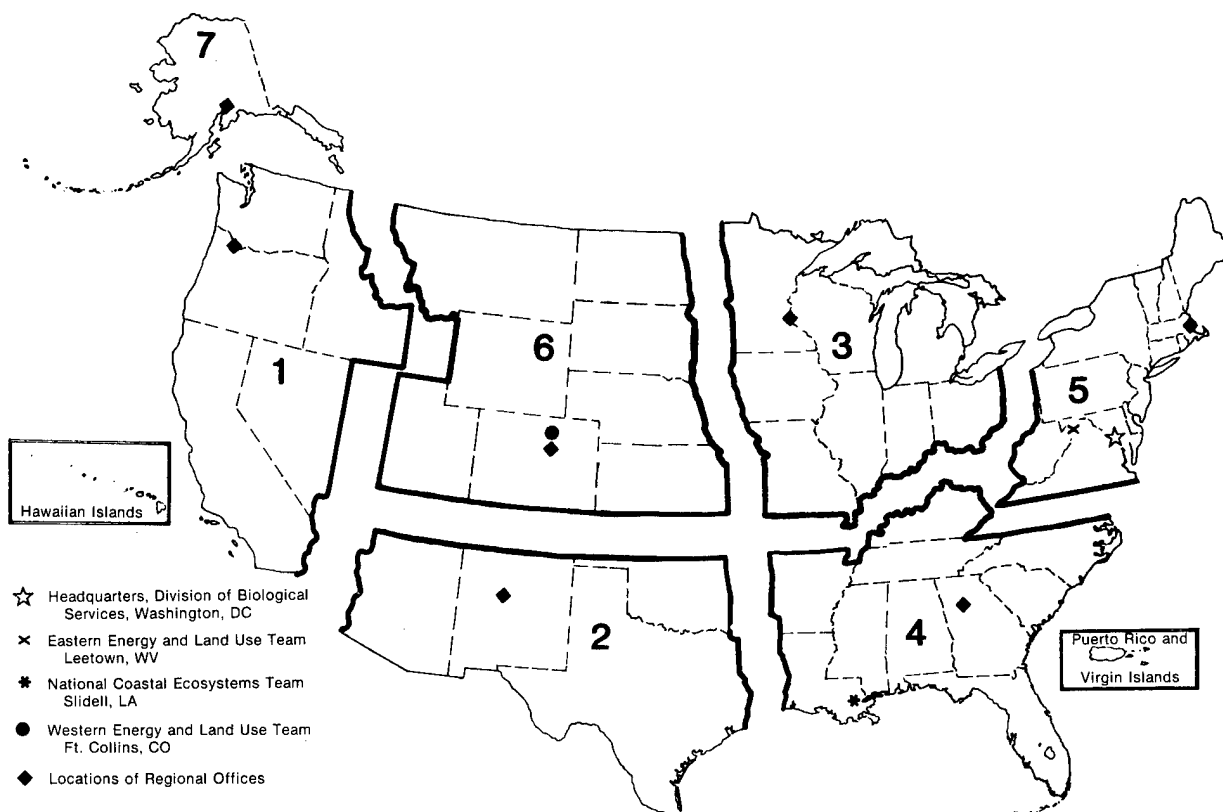 7
1
6
3
5
2
4
Hawaiian Islands
Puerto Rico and
Virgin Islands
Headquarters, Division of Biological
Services, Washington, DC
Eastern Energy and Land Use Team
Leetown, WV
National Coastal Ecosystems Team
Slidell, LA
Western Energy and Land Use Team
Ft. Collins, CO
Locations of Regional Offices